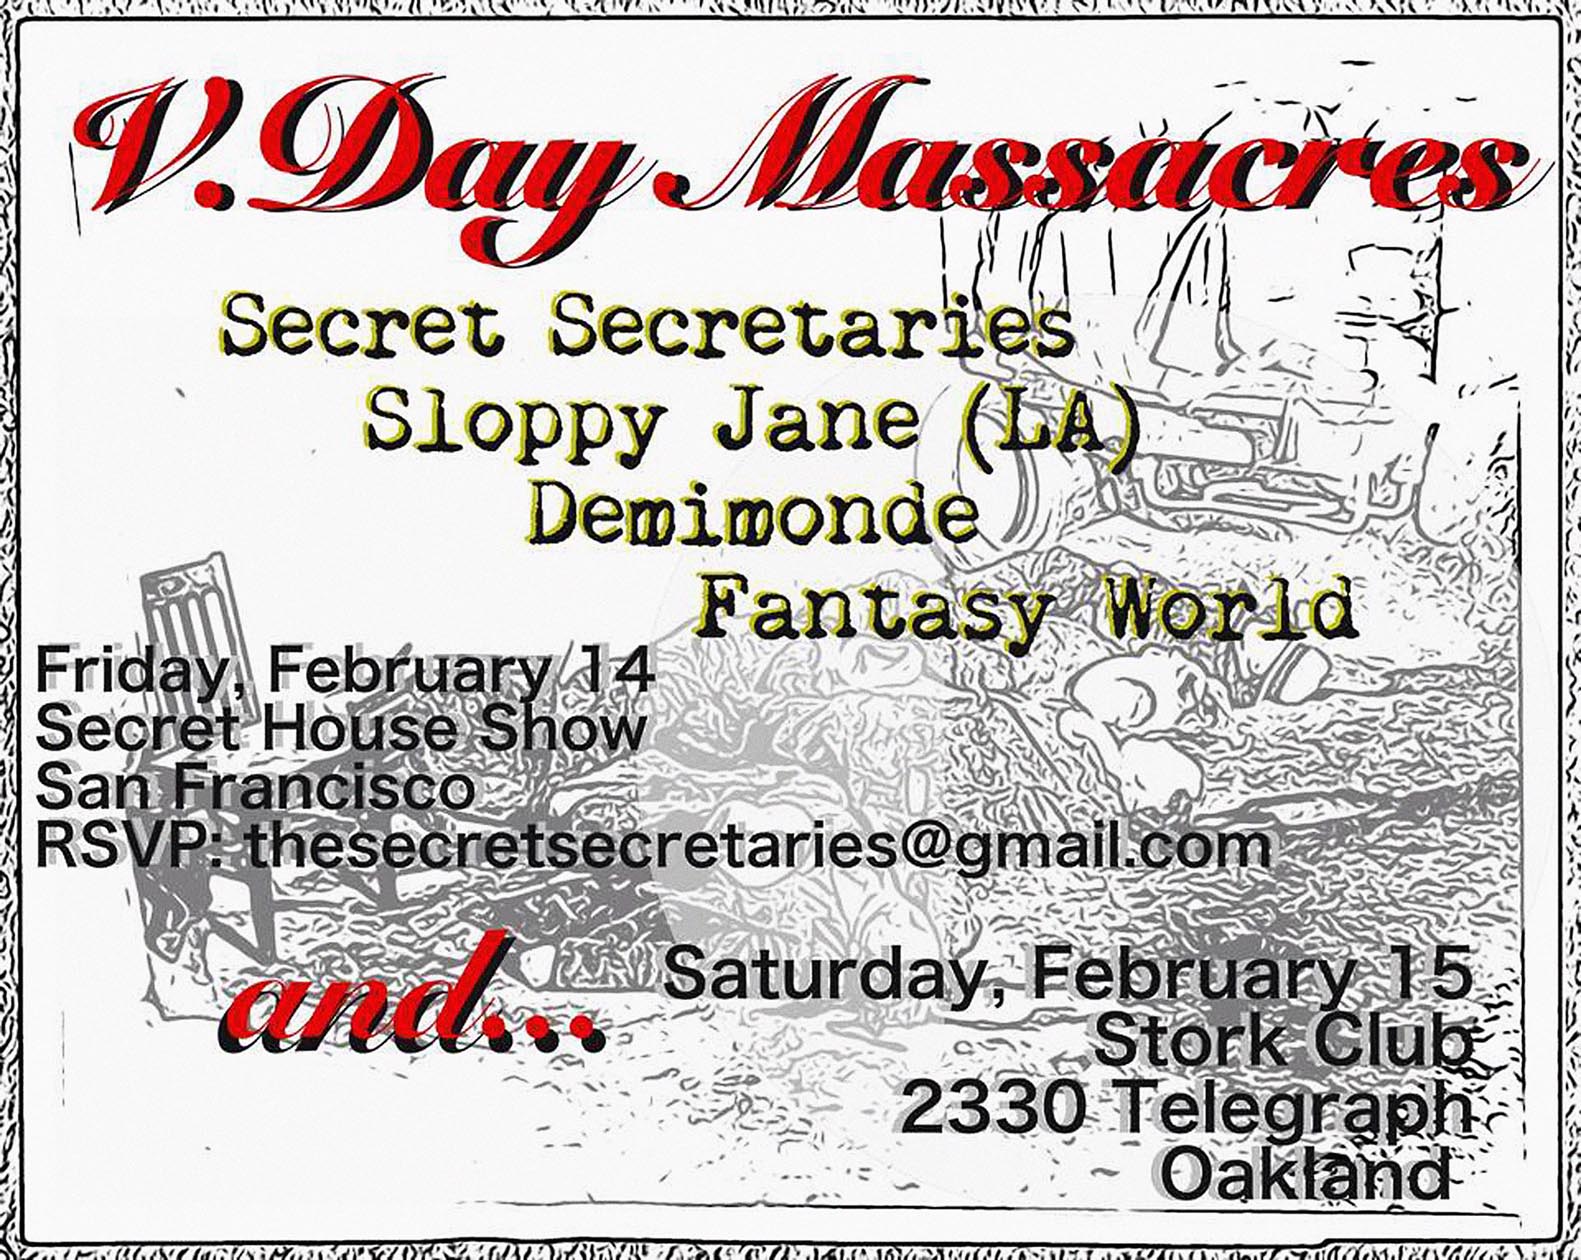 V. Day Massacres
Secret Secretaries
Sloppy Jane (LA)
Demimonde
Fantasy World
Friday, February 14
Secret House Show
San Francisco
RSVP: thesecretsecretaries@gmail.com
and...
Saturday, February 15
Stork Club
2330 Telegraph
Oakland